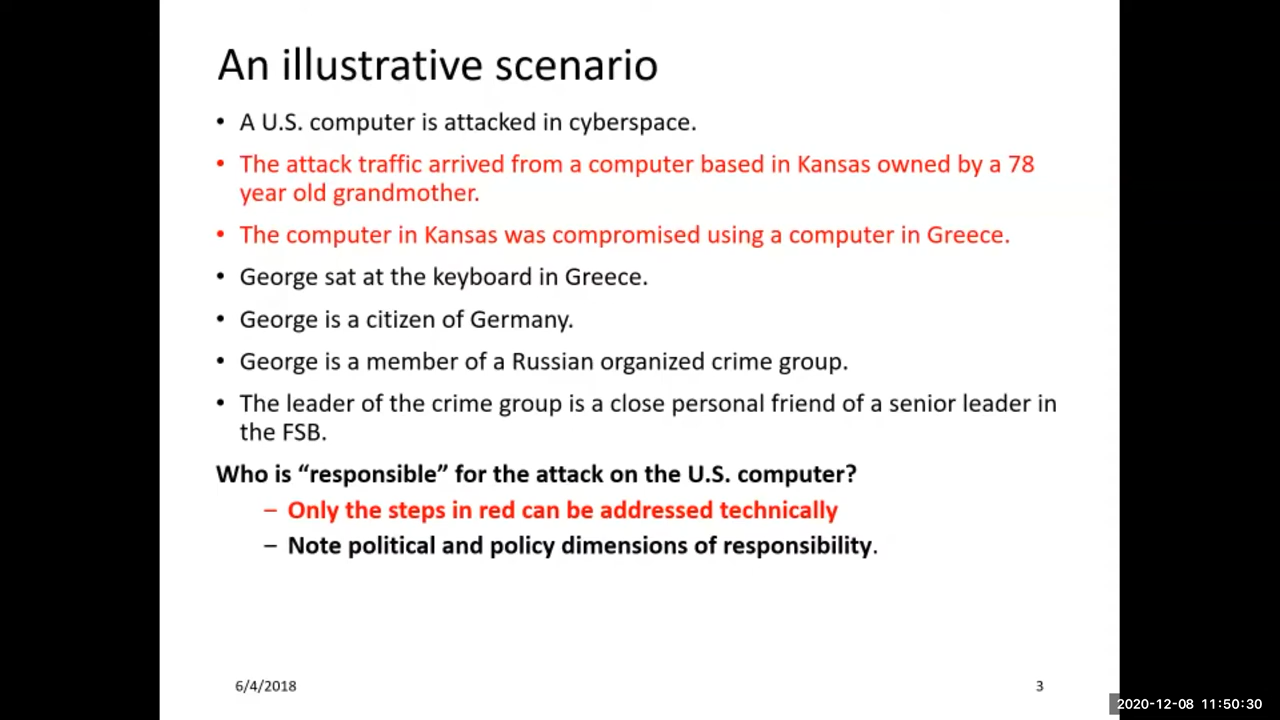 An illustrative scenario
• A U.S. computer is attacked in cyberspace.
• The attack traffic arrived from a computer based in Kansas owned by a 78
year old grandmother.
• The computer in Kansas was compromised using a computer in Greece.
• George sat at the keyboard in Greece.
• George is a citizen of Germany.
• George is a member of a Russian organized crime group.
• The leader of the crime group is a close personal friend of a senior leader in
the FSB.
Who is “responsible” for the attack on the U.S. computer?
– Only the steps in red can be addressed technically
– Note political and policy dimensions of responsibility.
6/4/2018
3
2020-12-08 11:50:30